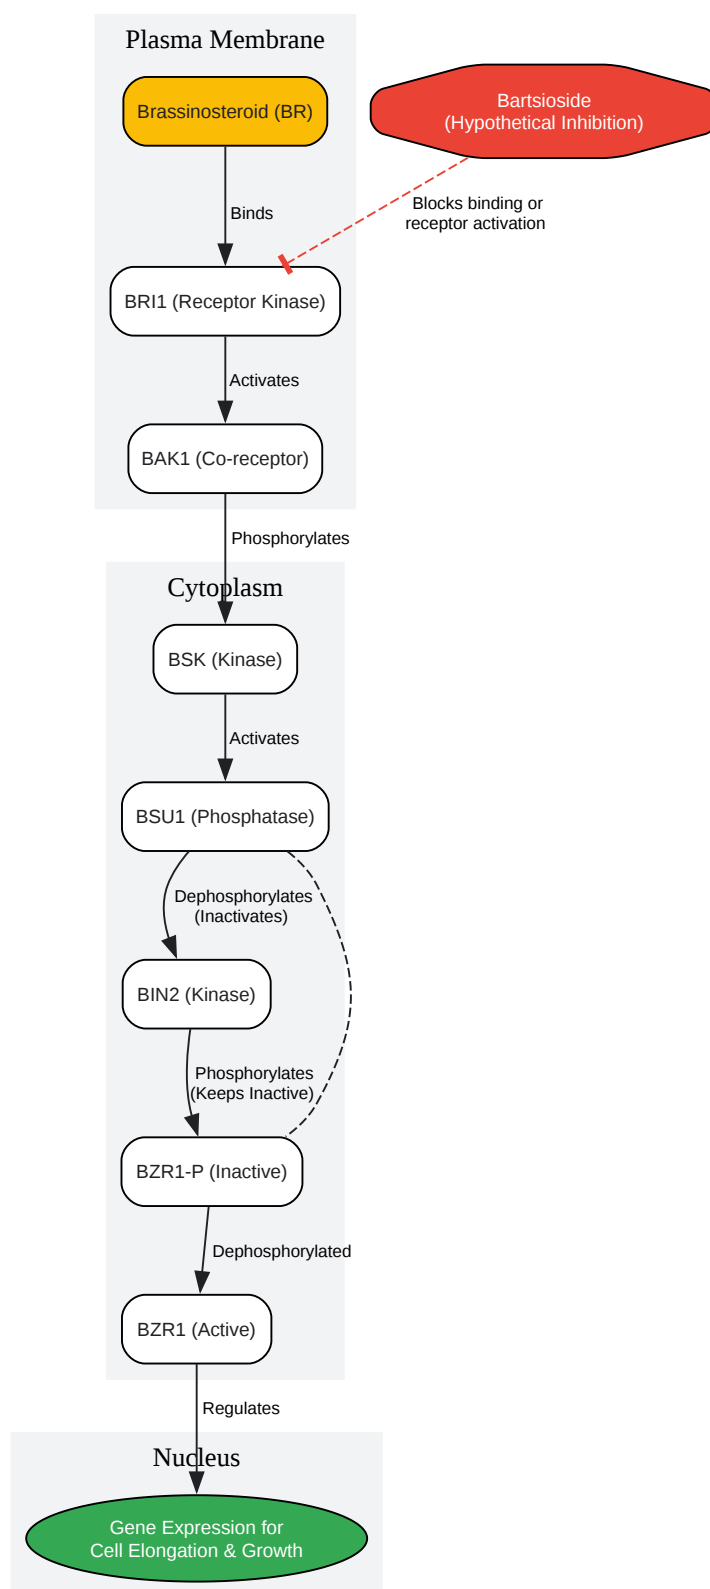 Plasma Membrane
Brassinosteroid (BR)
Bartsioside
(Hypothetical Inhibition)
Binds
Blocks binding or
receptor activation
BRI1 (Receptor Kinase)
Activates
BAK1 (Co-receptor)
Phosphorylates
Cytoplasm
BSK (Kinase)
Activates
BSU1 (Phosphatase)
Dephosphorylates
(Inactivates)
BIN2 (Kinase)
Phosphorylates
(Keeps Inactive)
BZR1-P (Inactive)
Dephosphorylated
BZR1 (Active)
Regulates
Nucleus
Gene Expression for
Cell Elongation & Growth